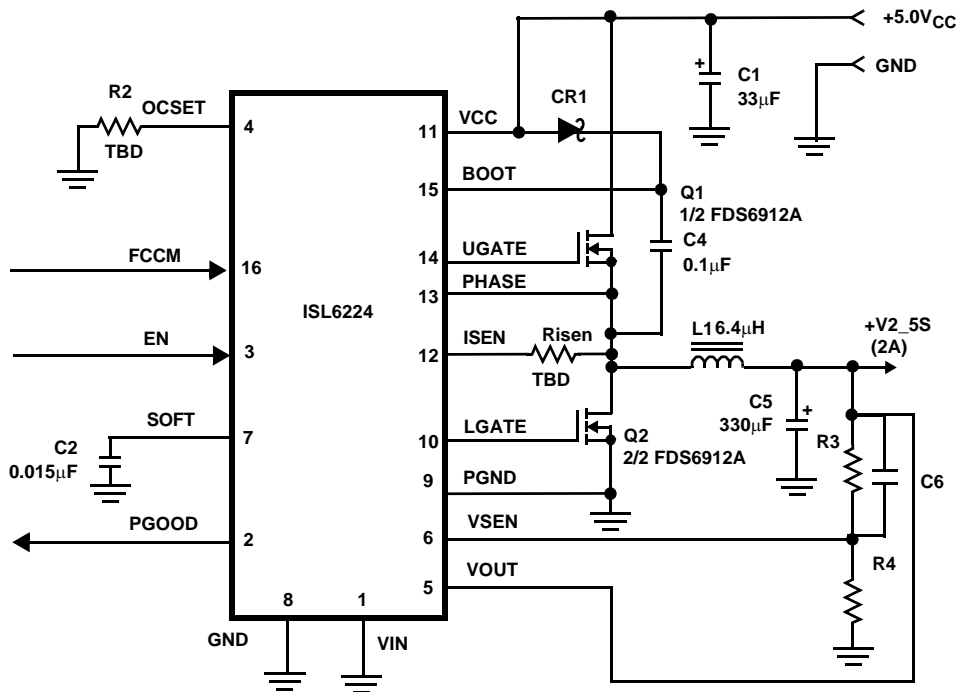 +5.0VCC
GND
C1
33µF
R2
OCSET
TBD
4
11
VCC
CR1
15
BOOT
Q1
1/2 FDS6912A
C4
0.1µF
14
UGATE
13
PHASE
FCCM
16
ISL6224
EN
3
12
ISEN
Risen
TBD
L1 6.4µH
+V2_5S
(2A)
SOFT
7
C2
0.015µF
10
LGATE
Q2
2/2 FDS6912A
C5
330µF
R3
C6
9
PGND
PGOOD
2
6
VSEN
5
VOUT
R4
8
1
GND
VIN
+
+